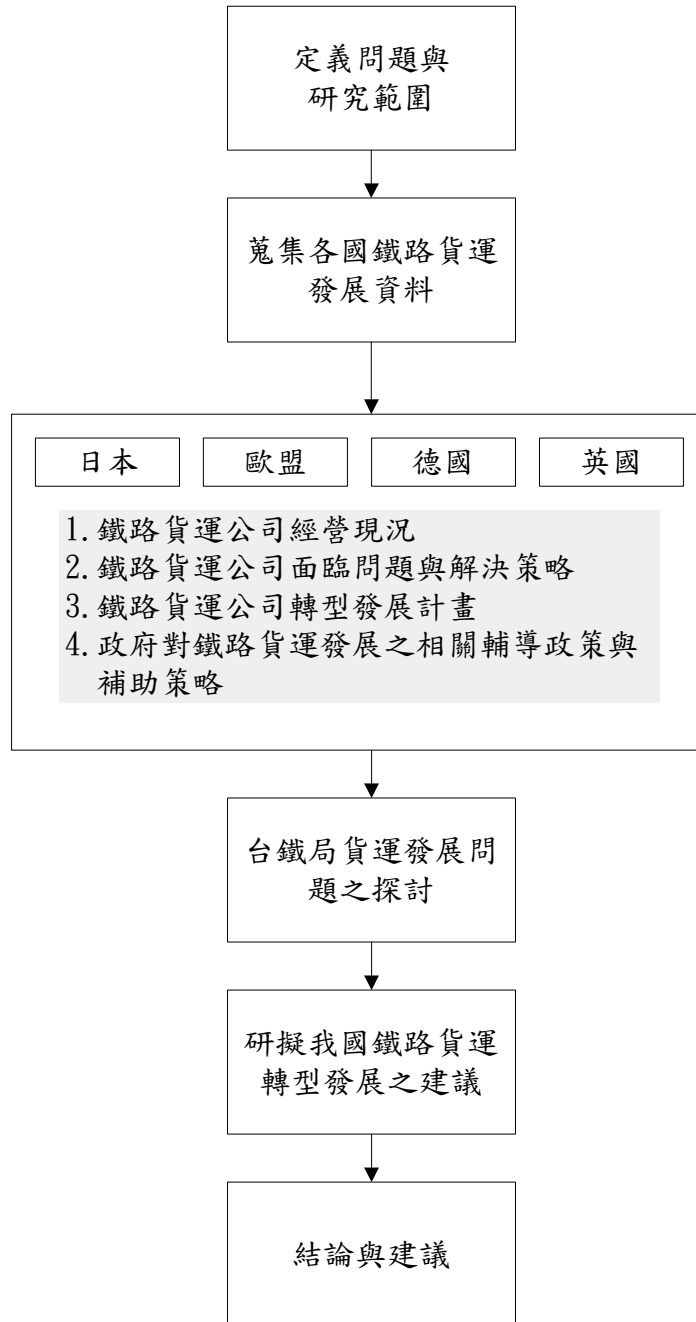 定義問題與
研究範圍
蒐集各國鐵路貨運
發展資料
日本
歐盟
德國
英國
1.鐵路貨運公司經營現況
2.鐵路貨運公司面臨問題與解決策略
3.鐵路貨運公司轉型發展計畫
4.政府對鐵路貨運發展之相關輔導政策與
補助策略
台鐵局貨運發展問
題之探討
研擬我國鐵路貨運
轉型發展之建議
結論與建議